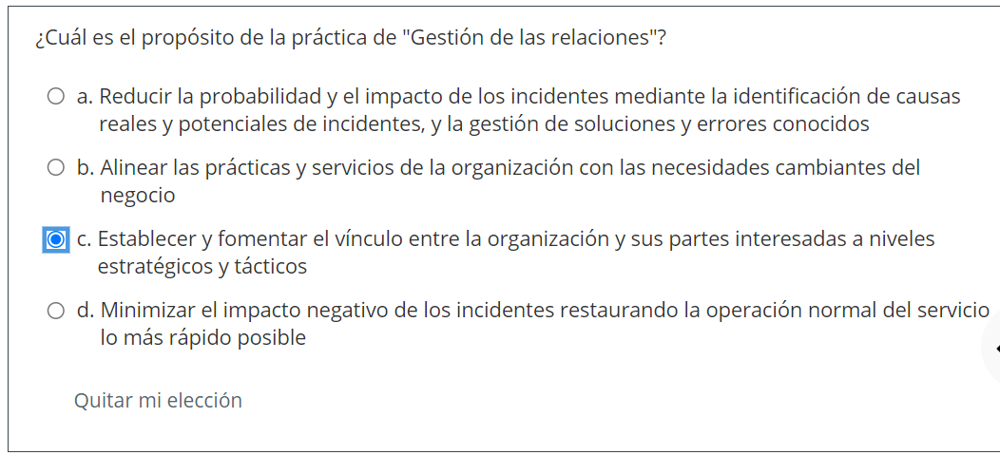 ¿Cuál es el propósito de la práctica de "Gestión de las relaciones"?
a. Reducir la probabilidad y el impacto de los incidentes mediante la identificación de causas
reales y potenciales de incidentes, y la gestión de soluciones y errores conocidos
b. Alinear las prácticas y servicios de la organización con las necesidades cambiantes del
negocio
c. Establecer y fomentar el vínculo entre la organización y sus partes interesadas a niveles
estratégicos y tácticos
d. Minimizar el impacto negativo de los incidentes restaurando la operación normal del servicio
lo más rápido posible
Quitar mi elección